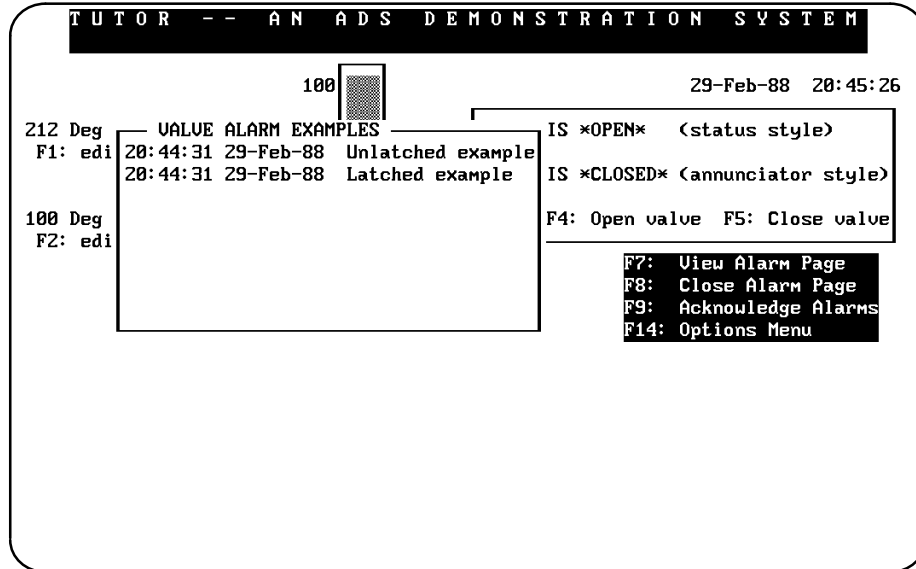 TUTOR -- AN ADS DEMONSTRATION SYSTEM
100
29-Feb-88 20:45:26
212 Deg
F1: edi
VALVE ALARM EXAMPLES
20:44:31 29-Feb-88 Unlatched example
20:44:31 29-Feb-88 Latched example
IS *OPEN* (status style)
IS *CLOSED* (annunciator style)
100 Deg
F2: edi
F4: Open valve F5: Close valve
F7: View Alarm Page
F8: Close Alarm Page
F9: Acknowledge Alarms
F14: Options Menu